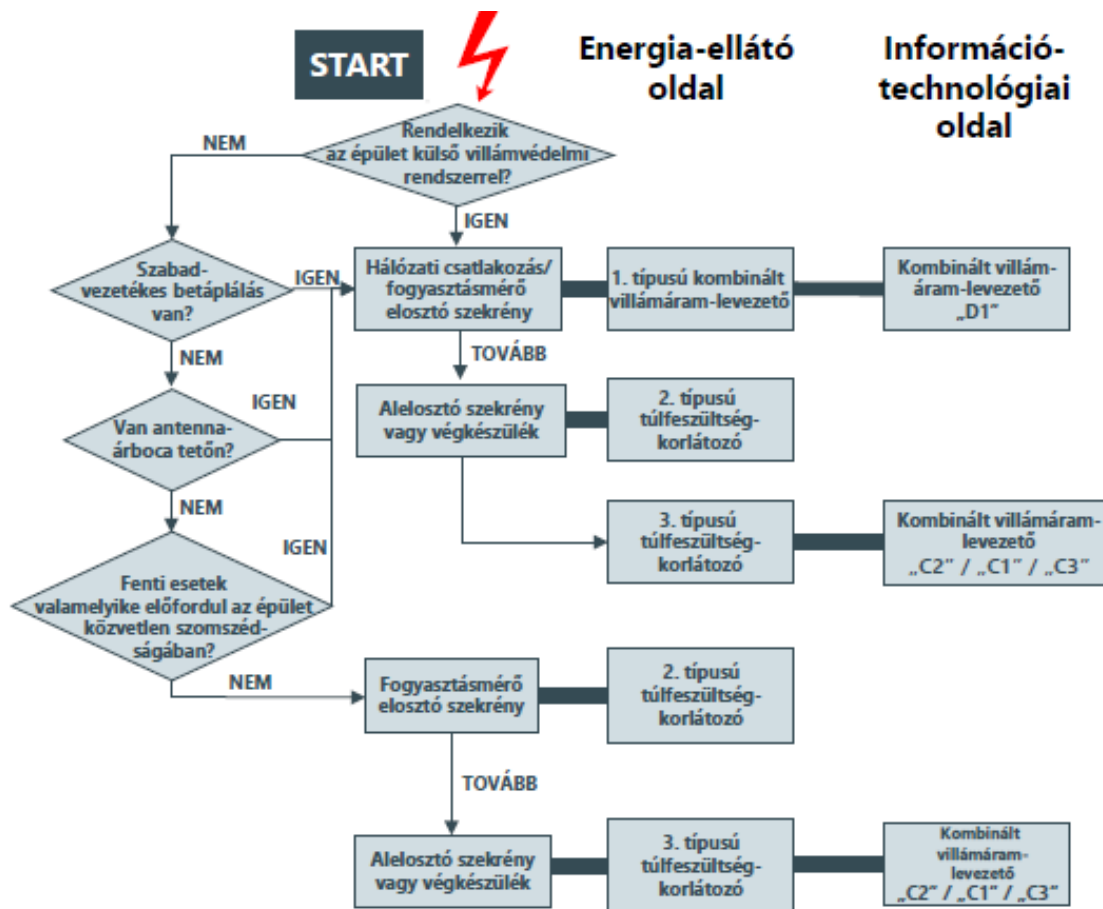 START
Energia-ellátó
oldal
Információ-
technológiai
oldal
Rendelkezik
az épület külső villámvédelmi
rendszerrel?
NEM
IGEN
Szabad-
vezetékes betáplálás
van?
IGEN
Hálózati csatlakozás/
fogyasztásmérő
elosztó szekrény
1. típusú kombinált
villámáram-levezető
Kombinált villám-
áram-levezető
„D1”
NEM
TOVÁBB
Van antenna-
árboca tetőn?
IGEN
Alelosztó szekrény
vagy végkészülék
2. típusú
túlfeszültség-
korlátozó
NEM
IGEN
3. típusú
túlfeszültség-
korlátozó
Kombinált villámáram-
levezető
„C2” / „C1” / „C3”
Fenti esetek
valamelyike előfordul az épület
közvetlen szomszéd-
ságában?
NEM
Fogyasztásmérő
elosztó szekrény
2. típusú
túlfeszültség-
korlátozó
TOVÁBB
Alelosztó szekrény
vagy végkészülék
3. típusú
túlfeszültség-
korlátozó
Kombinált
villámáram-
levezető
„C2” / „C1” / „C3”